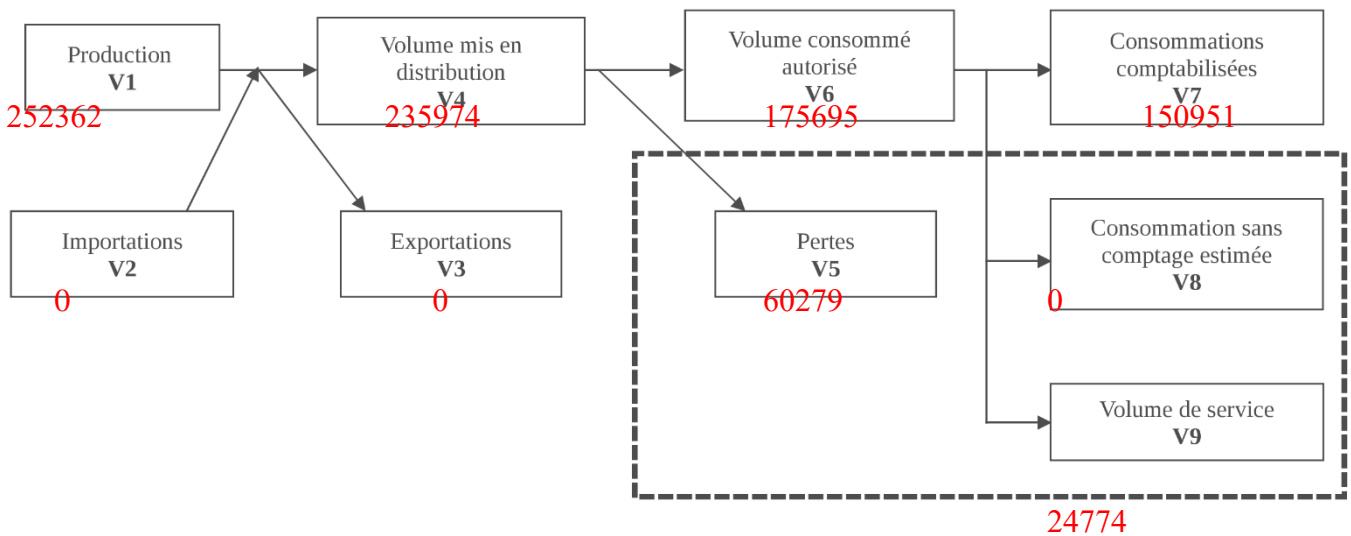 Production
V1
252362
Volume mis en
distribution
V4
235974
Volume consommé
autorisé
V6
175695
Consommations
comptabilisées
V7
150951
Importations
V2
0
Exportations
V3
0
Pertes
V5
60279
Consommation sans
comptage estimée
V8
0
Volume de service
V9
24774